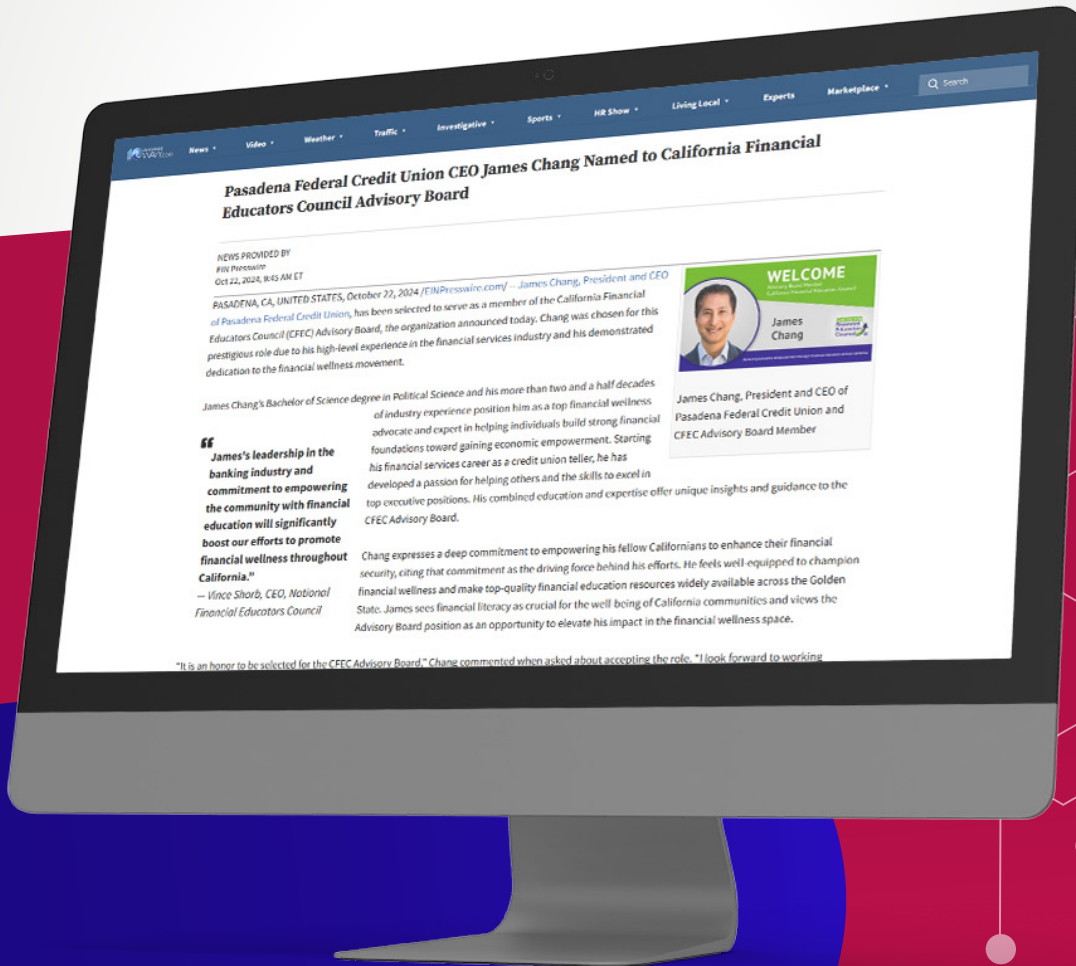 WAVY.com News Video Weather Traffic Investigative Sports HR Show Living Local Experts Marketplace Search
Pasadena Federal Credit Union CEO James Chang Named to California Financial
Educators Council Advisory Board
NEWS PROVIDED BY
EIN Presswire
Oct 22, 2024, 9:45 AM ET
PASADENA, CA, UNITED STATES, October 22, 2024 /EINPresswire.com/ -- James Chang, President and CEO
of Pasadena Federal Credit Union, has been selected to serve as a member of the California Financial
Educators Council (CFEC) Advisory Board, the organization announced today. Chang was chosen for this
prestigious role due to his high-level experience in the financial services industry and his demonstrated
dedication to the financial wellness movement.
WELCOME
Advisory Board Member
California Financial Educators Council
James
Chang
James Chang, President and CEO of
Pasadena Federal Credit Union and
CFEC Advisory Board Member
James Chang's Bachelor of Science degree in Political Science and his more than two and a half decades
of industry experience position him as a top financial wellness
advocate and expert in helping individuals build strong financial
foundations toward gaining economic empowerment. Starting
his financial services career as a credit union teller, he has
developed a passion for helping others and the skills to excel in
top executive positions. His combined education and expertise offer unique insights and guidance to the
CFEC Advisory Board.
“
James's leadership in the
banking industry and
commitment to empowering
the community with financial
education will significantly
boost our efforts to promote
financial wellness throughout
California.”
— Vince Shorb, CEO, National
Financial Educators Council
Chang expresses a deep commitment to empowering his fellow Californians to enhance their financial
security, citing that commitment as the driving force behind his efforts. He feels well-equipped to champion
financial wellness and make top-quality financial education resources widely available across the Golden
State. James sees financial literacy as crucial for the well being of California communities and views the
Advisory Board position as an opportunity to elevate his impact in the financial wellness space.
"It is an honor to be selected for the CFEC Advisory Board," Chang commented when asked about accepting the role. "I look forward to working